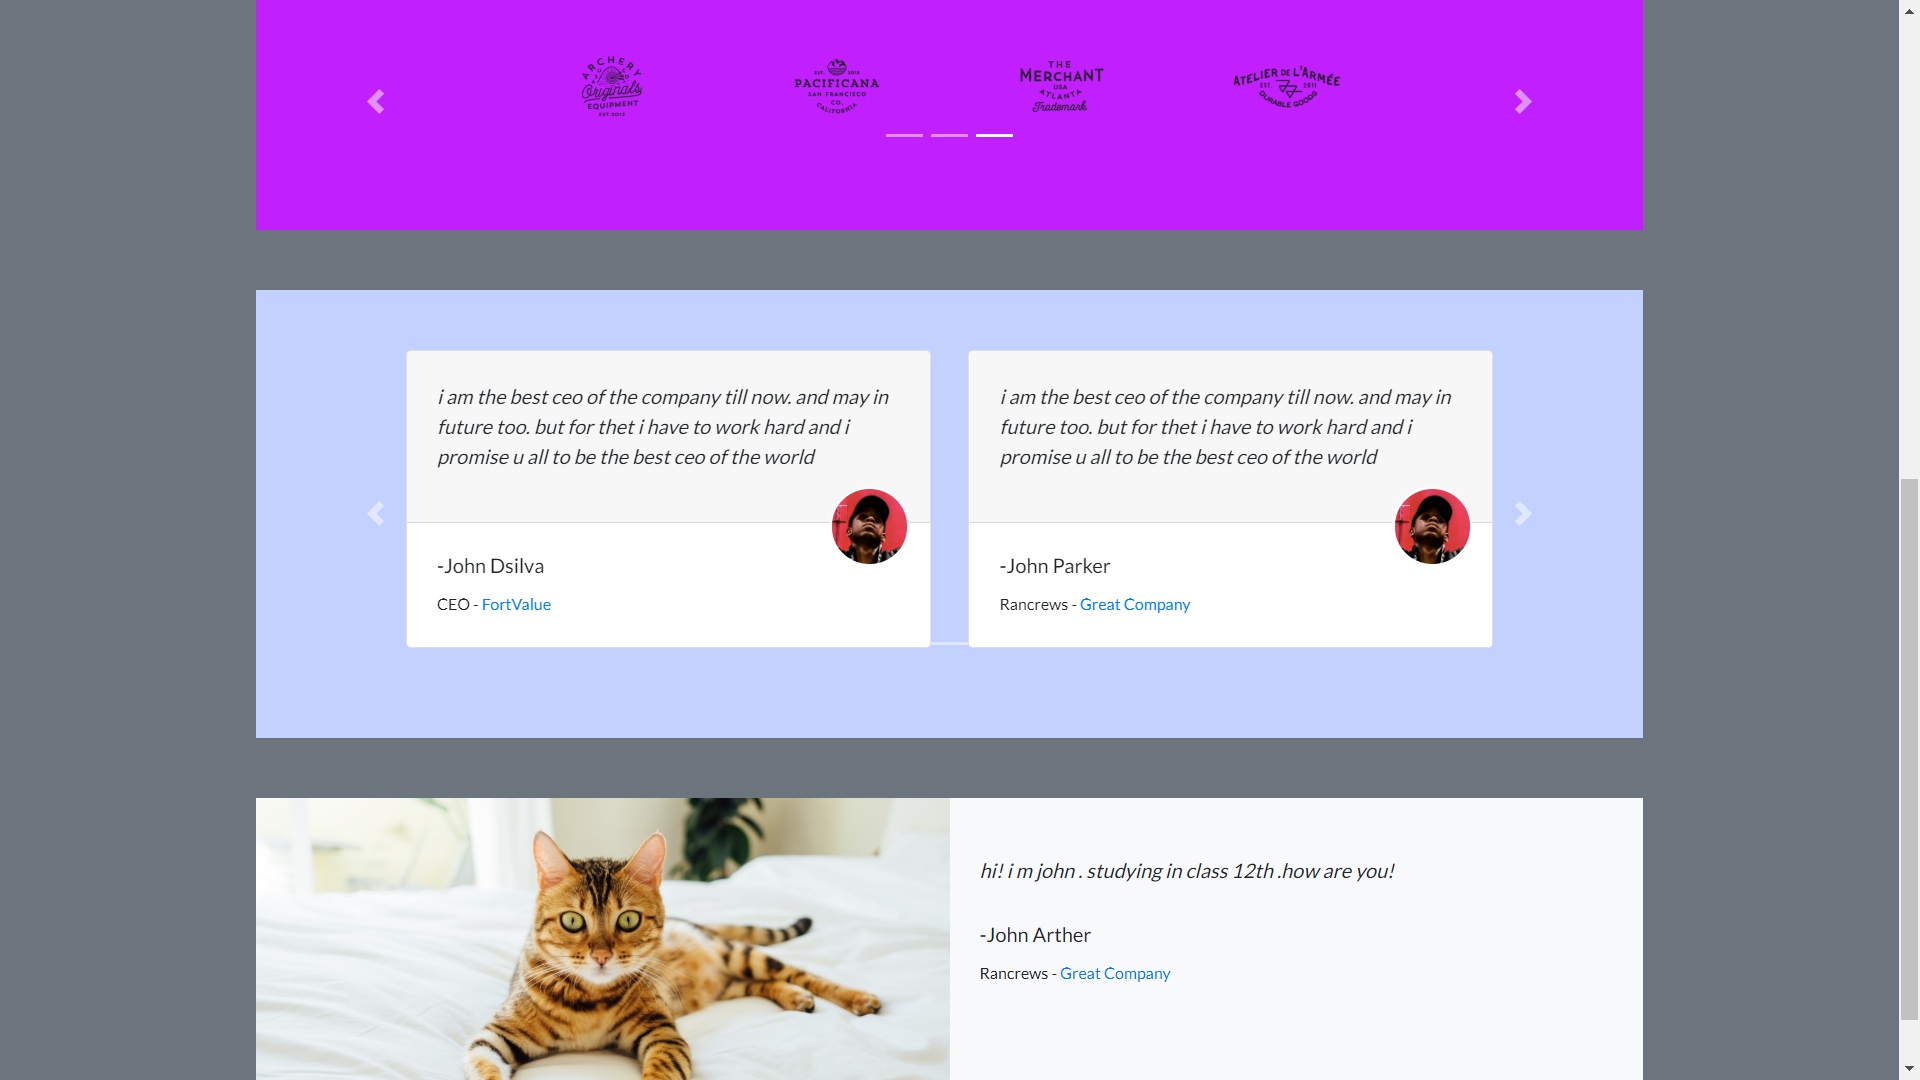 ARCHERY
Originals
EQUIPMENT
EST.2012
EST. 2012
PACIFICANA
SAN FRANCISCO
CO.
CALIFORNIA
THE
MERCHANT
USA
ATLANTA
Trademark
ATELIER DE L'ARMÉE
EST. 2011
DURABLE GOODS
i am the best ceo of the company till now. and may in
future too. but for thet i have to work hard and i
promise u all to be the best ceo of the world
-John Dsilva
CEO - FortValue
i am the best ceo of the company till now. and may in
future too. but for thet i have to work hard and i
promise u all to be the best ceo of the world
-John Parker
Rancrews - Great Company
hi! i m john . studying in class 12th .how are you!
-John Arther
Rancrews - Great Company